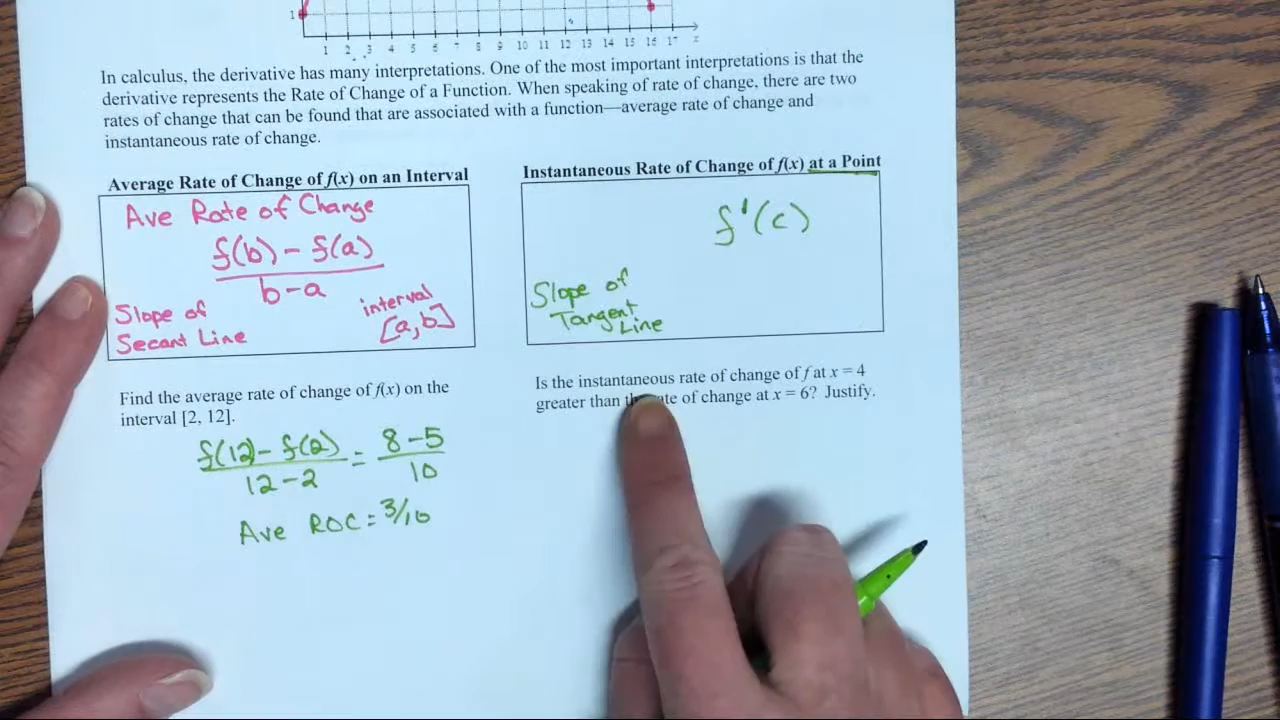 1
1 2 3 4 5 6 7 8 9 10 11 12 13 14 15 16 17 x
In calculus, the derivative has many interpretations. One of the most important interpretations is that the
derivative represents the Rate of Change of a Function. When speaking of rate of change, there are two
rates of change that can be found that are associated with a function—average rate of change and
instantaneous rate of change.
Average Rate of Change of f(x) on an Interval
Ave Rate of Change
f(b) - f(a)
b-a
Slope of
Secant Line
interval
[a,b]
Instantaneous Rate of Change of f(x) at a Point
f'(c)
Slope of
Tangent
Line
Find the average rate of change of f(x) on the
interval [2, 12].
f(12)-f(2) = 8-5
12-2 10
Ave ROC = 3/10
Is the instantaneous rate of change of f at x = 4
greater than rate of change at x = 6? Justify.